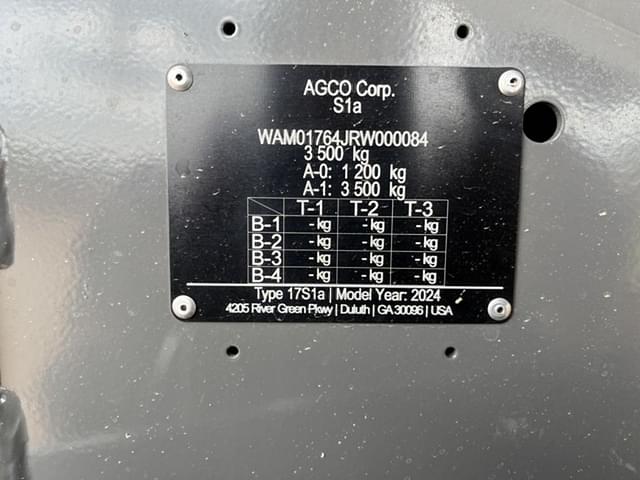 AGCO Corp.
S1a
WAM01764JRW000084
3 500 kg
A-0: 1 200 kg
A-1: 3 500 kg
T-1 T-2 T-3
B-1 - kg - kg - kg
B-2 - kg - kg - kg
B-3 - kg - kg - kg
B-4 - kg - kg - kg
Type 17S1a | Model Year: 2024
4205 River Green Pkwy | Duluth | GA 30096 | USA